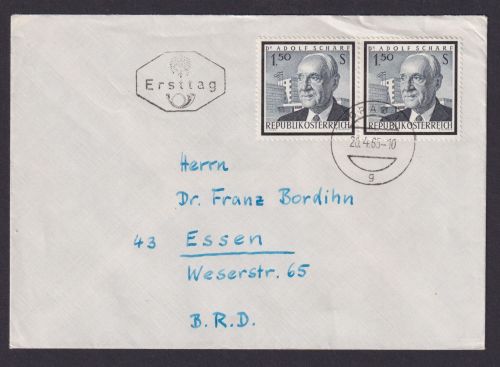 Ersttag
Dr ADOLF SCHÄRF
1,50 S
REPUBLIK ÖSTERREICH
Dr ADOLF SCHÄRF
1,50 S
REPUBLIK ÖSTERREICH
20.4.65-10
g
Herrn
Dr. Franz Bordihn
43 Essen
Weserstr. 65
B.R.D.